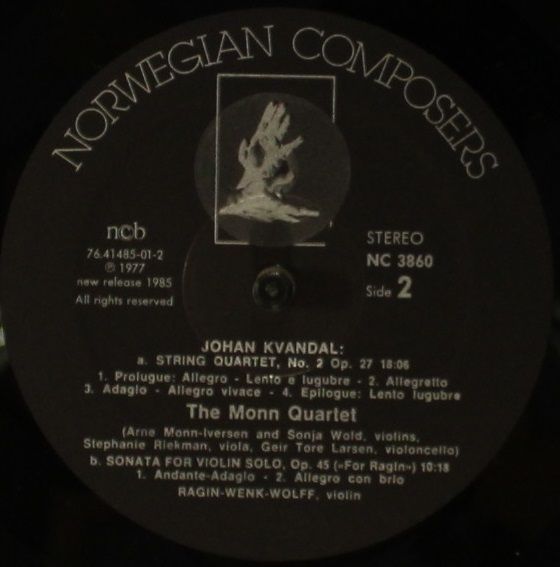 NORWEGIAN COMPOSERS
ncb
76.41485-01-2
℗ 1977
new release 1985
All rights reserved
STEREO
NC 3860
Side 2
JOHAN KVANDAL:
a. STRING QUARTET, No. 2 Op. 27 18:06
1. Prolugue: Allegro - Lento e lugubre - 2. Allegretto
3. Adagio - Allegro vivace - 4. Epilogue: Lento lugubre
The Monn Quartet
(Arne Monn-Iversen and Sonja Wold, violins,
Stephanie Riekman, viola, Geir Tore Larsen, violoncello)
b. SONATA FOR VIOLIN SOLO, Op. 45 («For Ragin») 10:18
1. Andante-Adagio - 2. Allegro con brio
RAGIN-WENK-WOLFF, violin